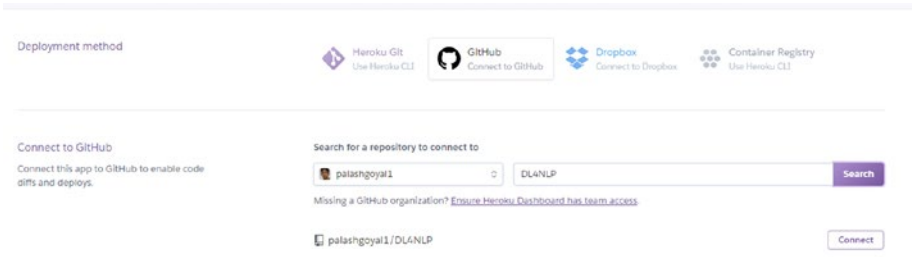 Deployment method
Heroku Git
Use Heroku CLI
GitHub
Connect to GitHub
Dropbox
Connect to Dropbox
Container Registry
Use Heroku CLI
Connect to GitHub
Connect this app to GitHub to enable code
diffs and deploys.
Search for a repository to connect to
palashgoyal1
DL4NLP
Search
Missing a GitHub organization? Ensure Heroku Dashboard has team access.
palashgoyal1/DL4NLP
Connect